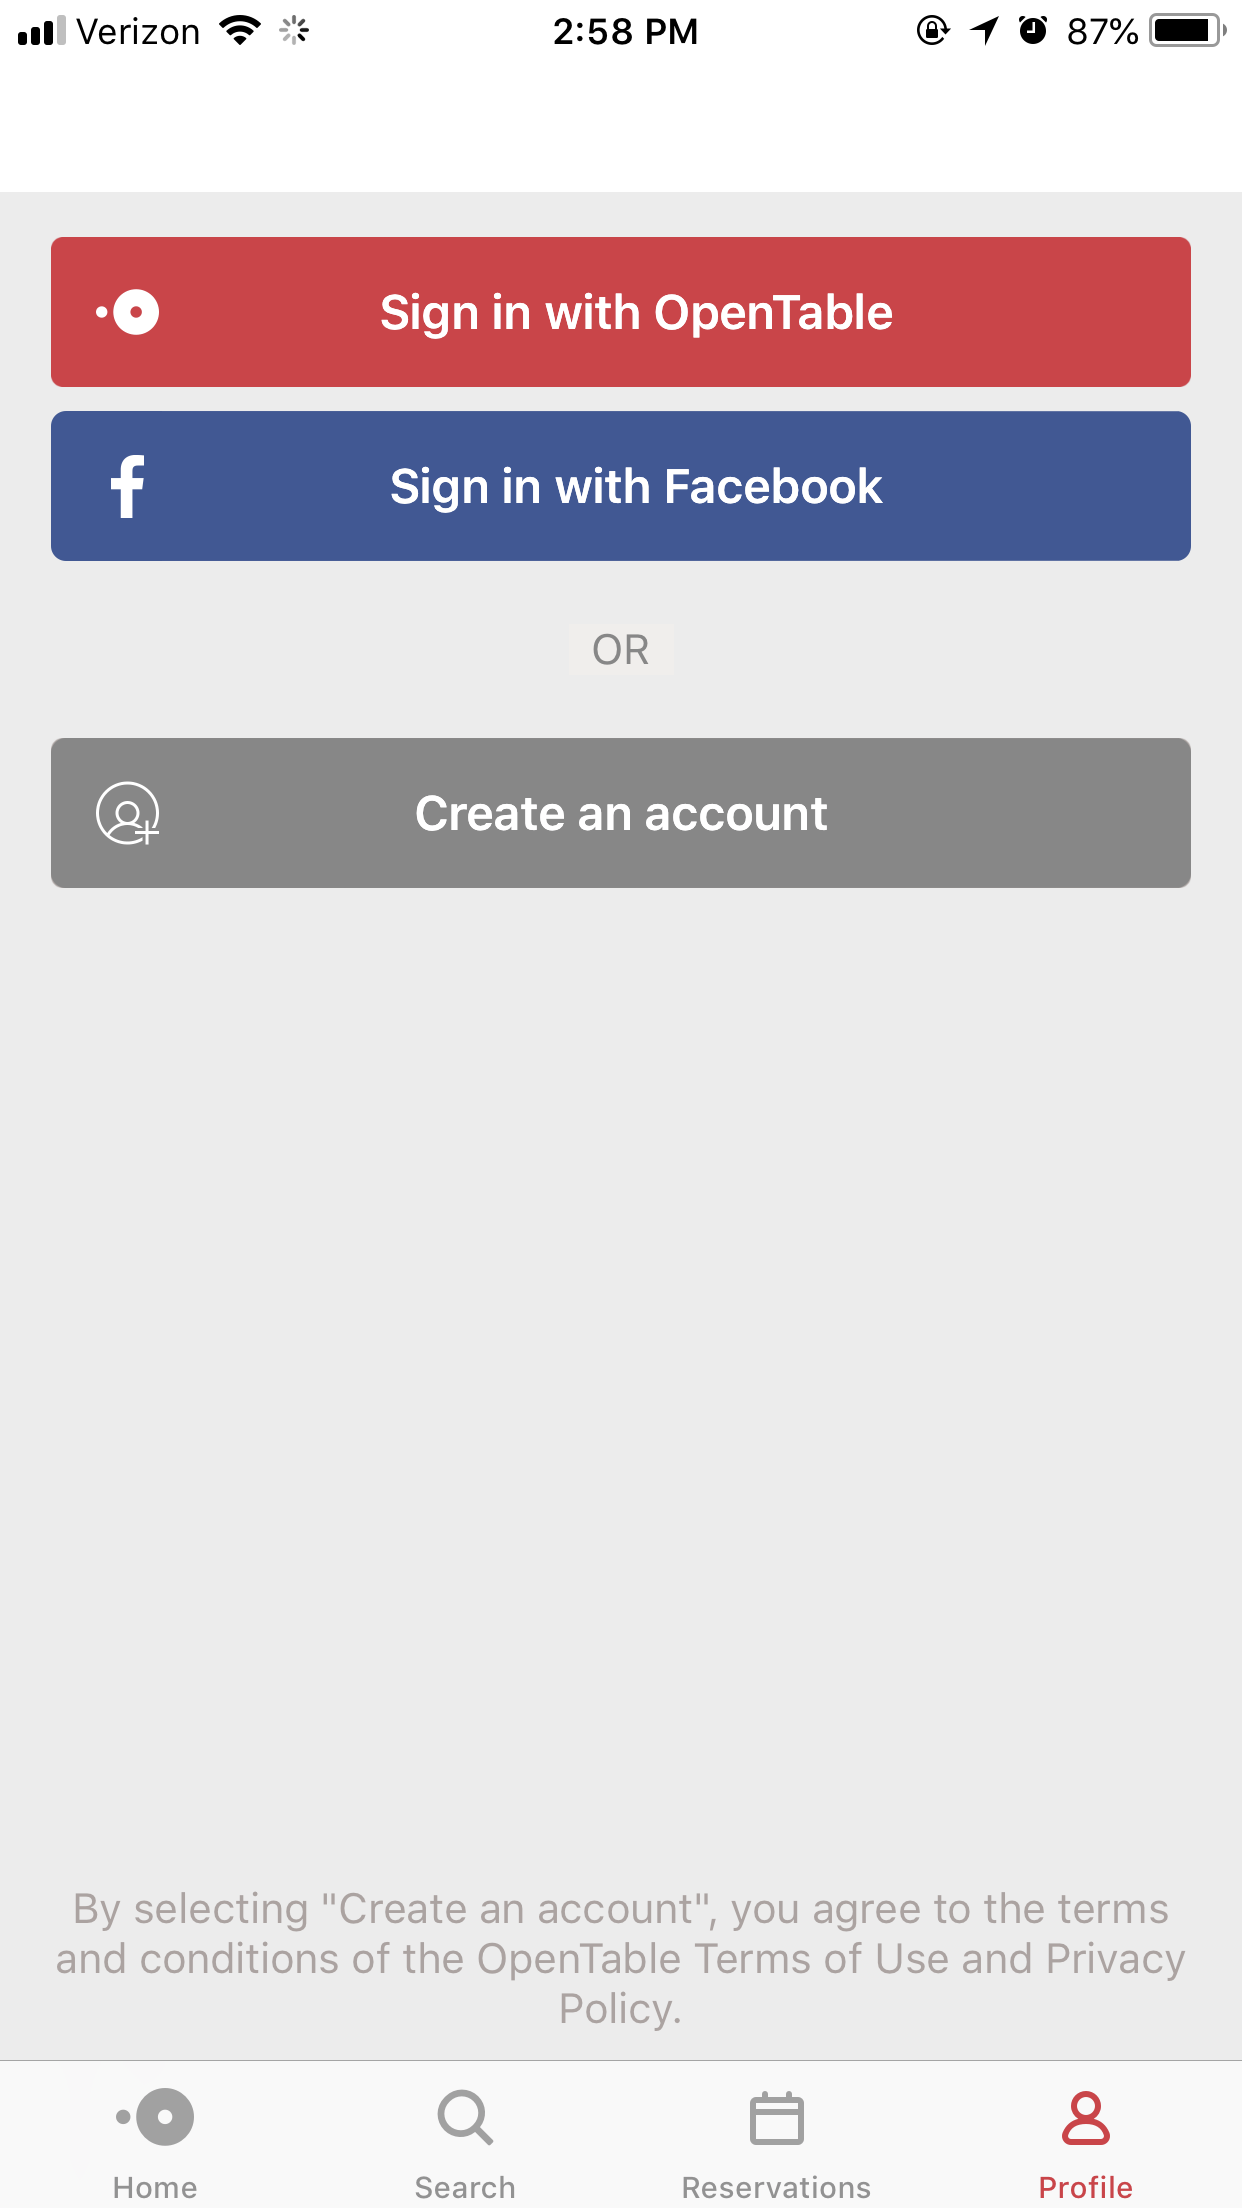 Verizon 2:58 PM 87%
Sign in with OpenTable
Sign in with Facebook
OR
Create an account
By selecting "Create an account", you agree to the terms
and conditions of the OpenTable Terms of Use and Privacy
Policy.
Home Search Reservations Profile